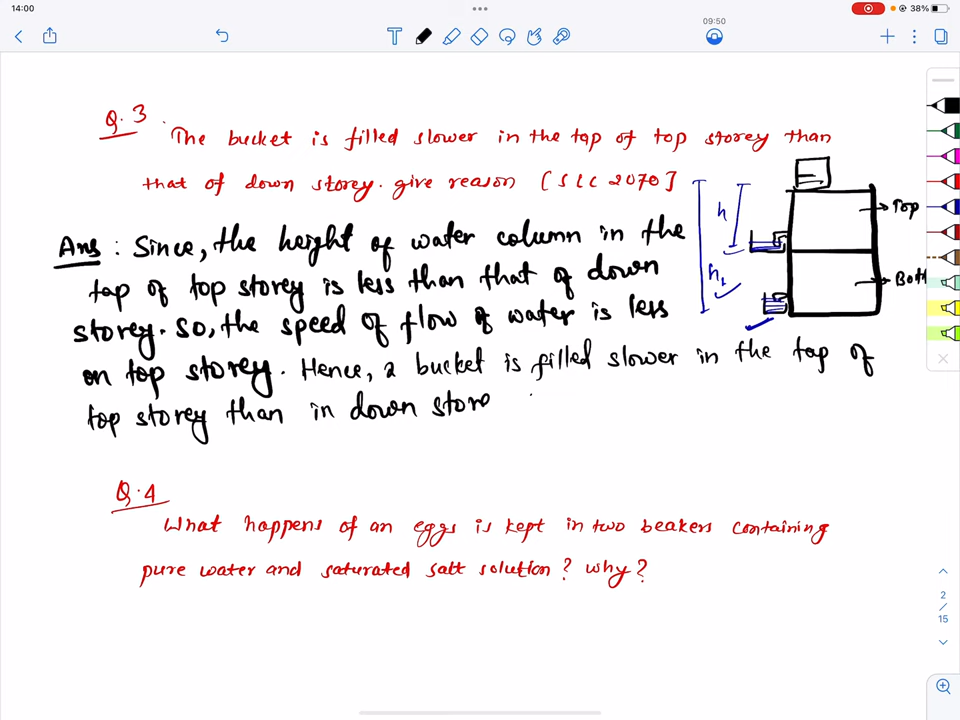 14:00
38%
09:50
Q.3
The bucket is filled slower in the tap of top storey than
that of down storey. give reason [SLC 2070]
Ans : Since, the height of water column in the
tap of top storey is less than that of down
storey. So, the speed of flow of water is less
on top storey. Hence, a bucket is filled slower in the tap of
top storey than in down store
h
h₁
Top
Bott
Q.4
What happens of an eggs is kept in two beakers containing
pure water and saturated salt solution? why?
2
/
15